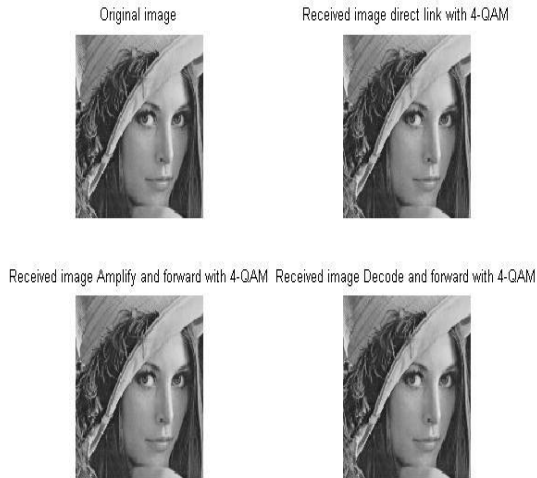 Original image
Received image direct link with 4-QAM
Received image Amplify and forward with 4-QAM
Received image Decode and forward with 4-QAM